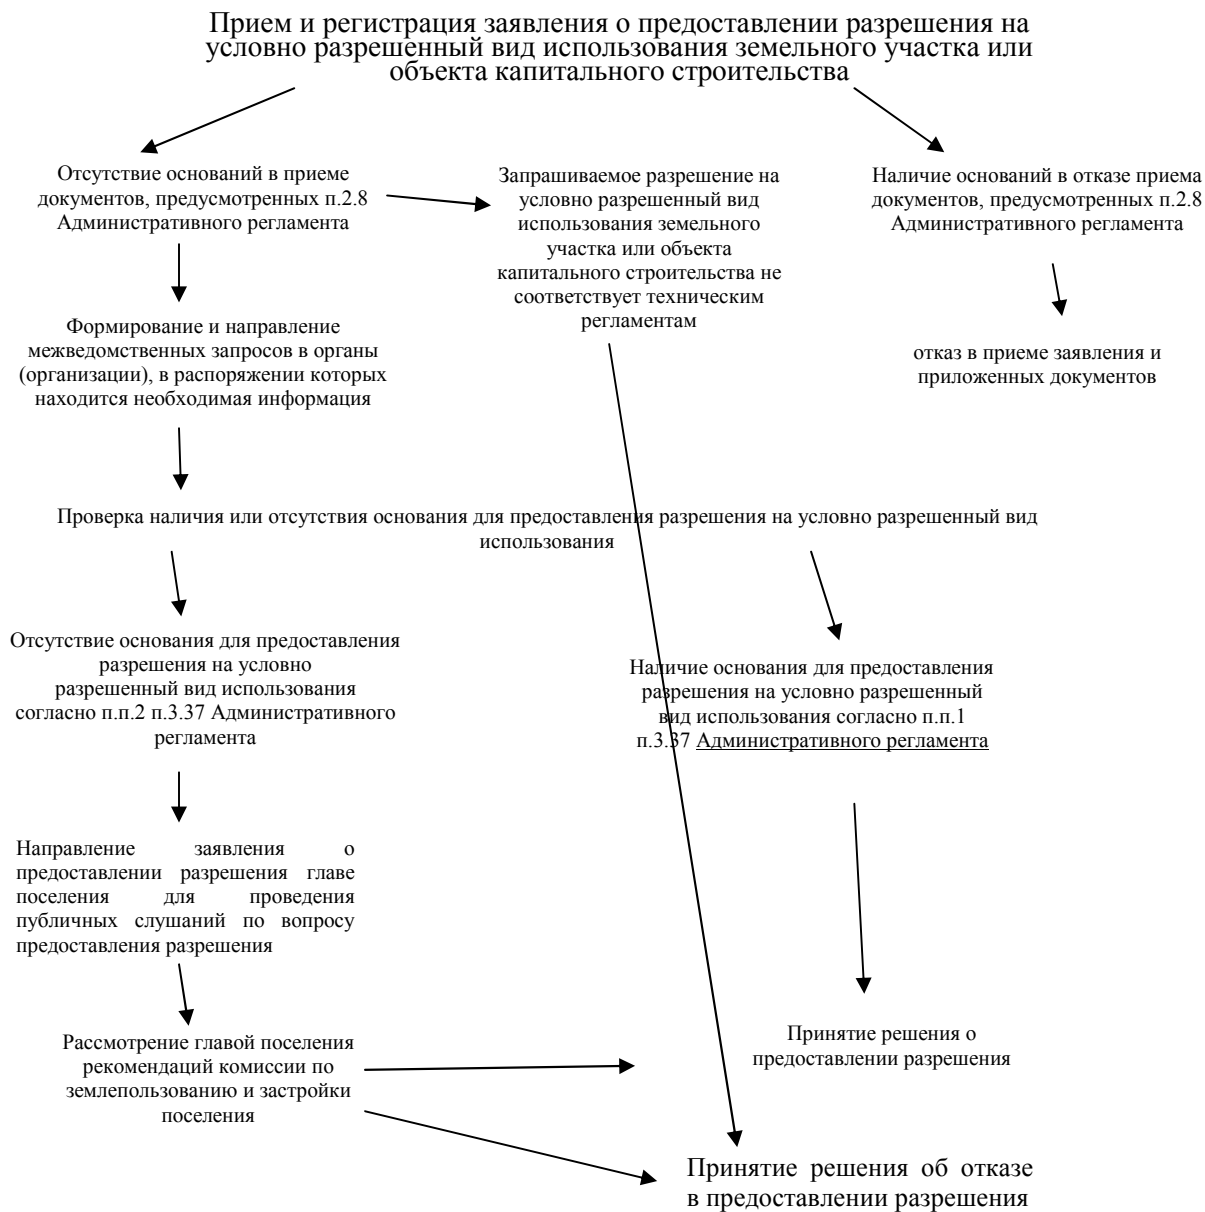 Прием и регистрация заявления о предоставлении разрешения на
условно разрешенный вид использования земельного участка или
объекта капитального строительства
Отсутствие оснований в приеме
документов, предусмотренных п.2.8
Административного регламента
Запрашиваемое разрешение на
условно разрешенный вид
использования земельного
участка или объекта
капитального строительства не
соответствует техническим
регламентам
Наличие оснований в отказе приема
документов, предусмотренных п.2.8
Административного регламента
Формирование и направление
межведомственных запросов в органы
(организации), в распоряжении которых
находится необходимая информация
отказ в приеме заявления и
приложенных документов
Проверка наличия или отсутствия основания для предоставления разрешения на условно разрешенный вид
использования
Отсутствие основания для предоставления
разрешения на условно
разрешенный вид использования
согласно п.п.2 п.3.37 Административного
регламента
Наличие основания для предоставления
разрешения на условно разрешенный
вид использования согласно п.п.1
п.3.37 Административного регламента
Направление заявления о
предоставлении разрешения главе
поселения для проведения
публичных слушаний по вопросу
предоставления разрешения
Рассмотрение главой поселения
рекомендаций комиссии по
землепользованию и застройки
поселения
Принятие решения о
предоставлении разрешения
Принятие решения об отказе
в предоставлении разрешения